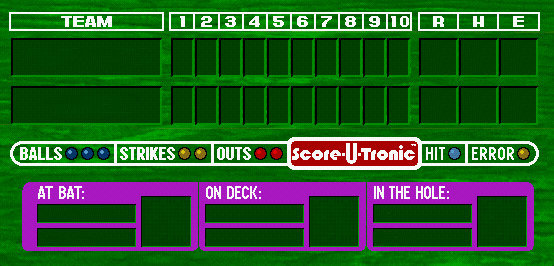 TEAM 1 2 3 4 5 6 7 8 9 10 R H E
BALLS STRIKES OUTS Score-U-Tronic™ HIT ERROR
AT BAT: ON DECK: IN THE HOLE: